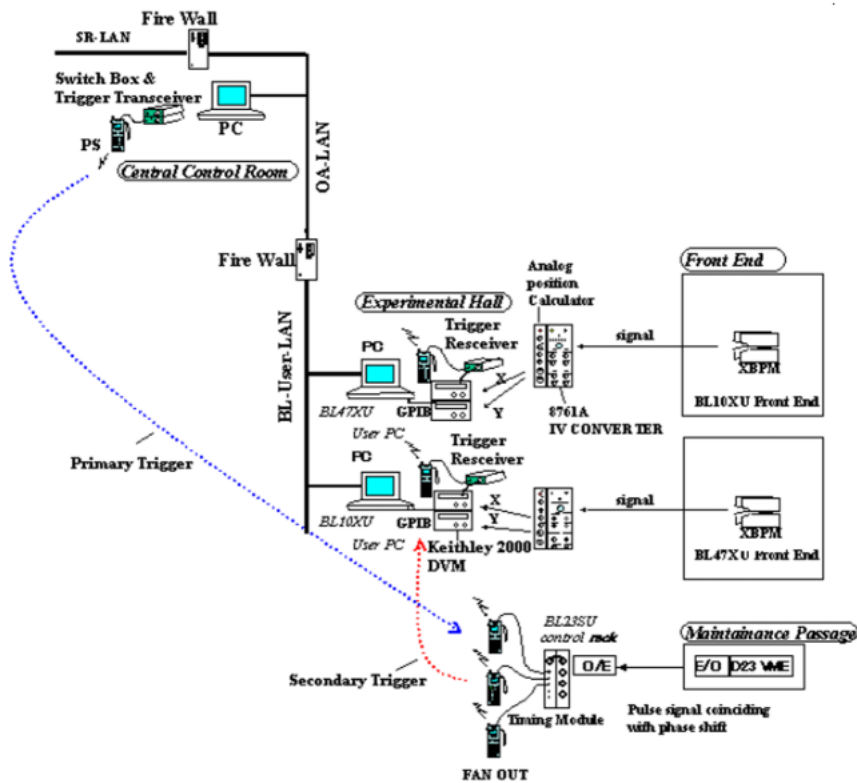 Fire Wall
SR-LAN
Switch Box &
Trigger Transceiver
PC
PS
Central Control Room
OA-LAN
Fire Wall
BL-User-LAN
Primary Trigger
Experimental Hall
Trigger
Resceiver
PC
BL47XU
GPIB
User PC
X
Y
Analog
position
Calculator
8761A
IV CONVERTER
signal
Front End
XBPM
BL10XU Front End
Trigger
Resceiver
PC
BL10XU
GPIB
User PC
X
Y
Keithley 2000
DVM
signal
XBPM
BL47XU Front End
Secondary Trigger
BL23SU
control rack
O/E
Timing Module
FAN OUT
Maintainance Passage
E/O D23 VME
Pulse signal coinciding
with phase shift